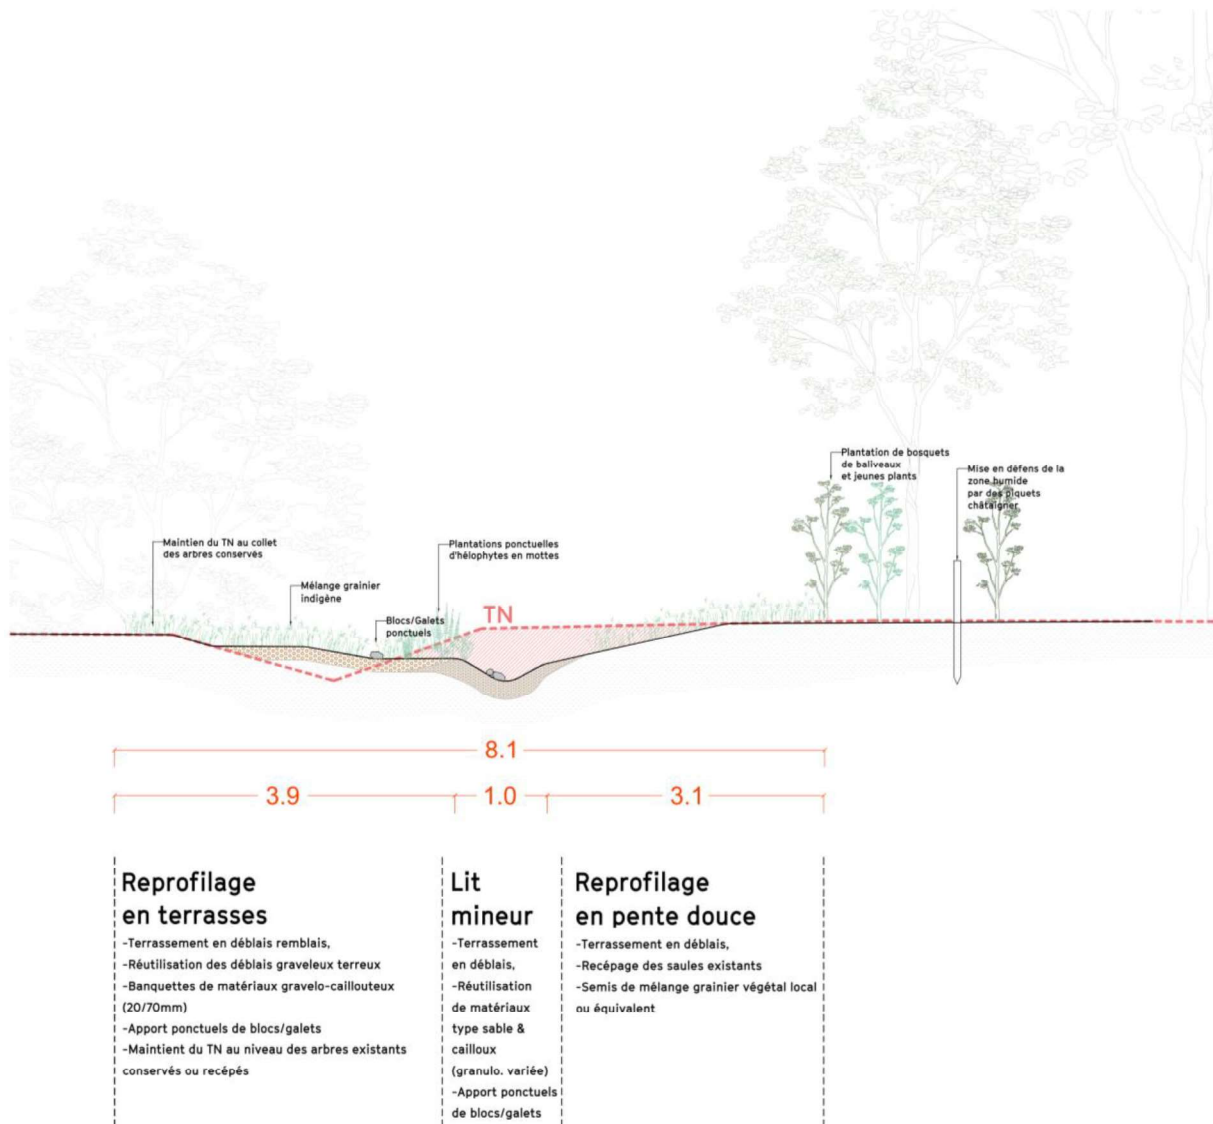 Plantation de bosquets
de baliveaux
et jeunes plants
Mise en défens de la
zone humide
par des piquets
châtaigner
Maintien du TN au collet
des arbres conservés
Plantations ponctuelles
d'hélophytes en mottes
Mélange grainier
indigène
Blocs/Galets
ponctuels
TN
8.1
3.9
1.0
3.1
Reprofilage
en terrasses
-Terrassement en déblais remblais,
-Réutilisation des déblais graveleux terreux
-Banquettes de matériaux gravelo-caillouteux
(20/70mm)
-Apport ponctuels de blocs/galets
-Maintient du TN au niveau des arbres existants
conservés ou recépés
Lit
mineur
-Terrassement
en déblais,
-Réutilisation
de matériaux
type sable &
cailloux
(granulo. variée)
-Apport ponctuels
de blocs/galets
Reprofilage
en pente douce
-Terrassement en déblais,
-Recépage des saules existants
-Semis de mélange grainier végétal local
ou équivalent